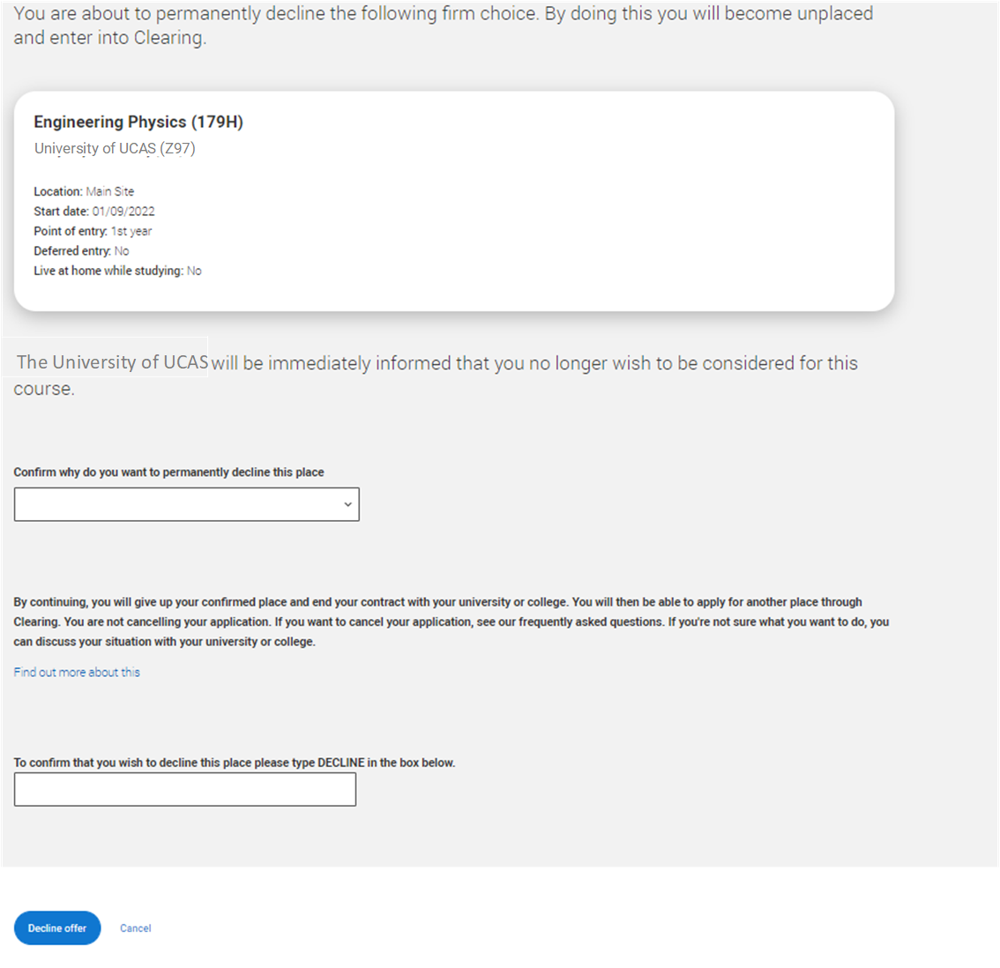 You are about to permanently decline the following firm choice. By doing this you will become unplaced
and enter into Clearing.
Engineering Physics (179H)
University of UCAS (Z97)
Location: Main Site
Start date: 01/09/2022
Point of entry: 1st year
Deferred entry: No
Live at home while studying: No
The University of UCAS will be immediately informed that you no longer wish to be considered for this
course.
Confirm why do you want to permanently decline this place
By continuing, you will give up your confirmed place and end your contract with your university or college. You will then be able to apply for another place through
Clearing. You are not cancelling your application. If you want to cancel your application, see our frequently asked questions. If you're not sure what you want to do, you
can discuss your situation with your university or college.
Find out more about this
To confirm that you wish to decline this place please type DECLINE in the box below.
Decline offer Cancel